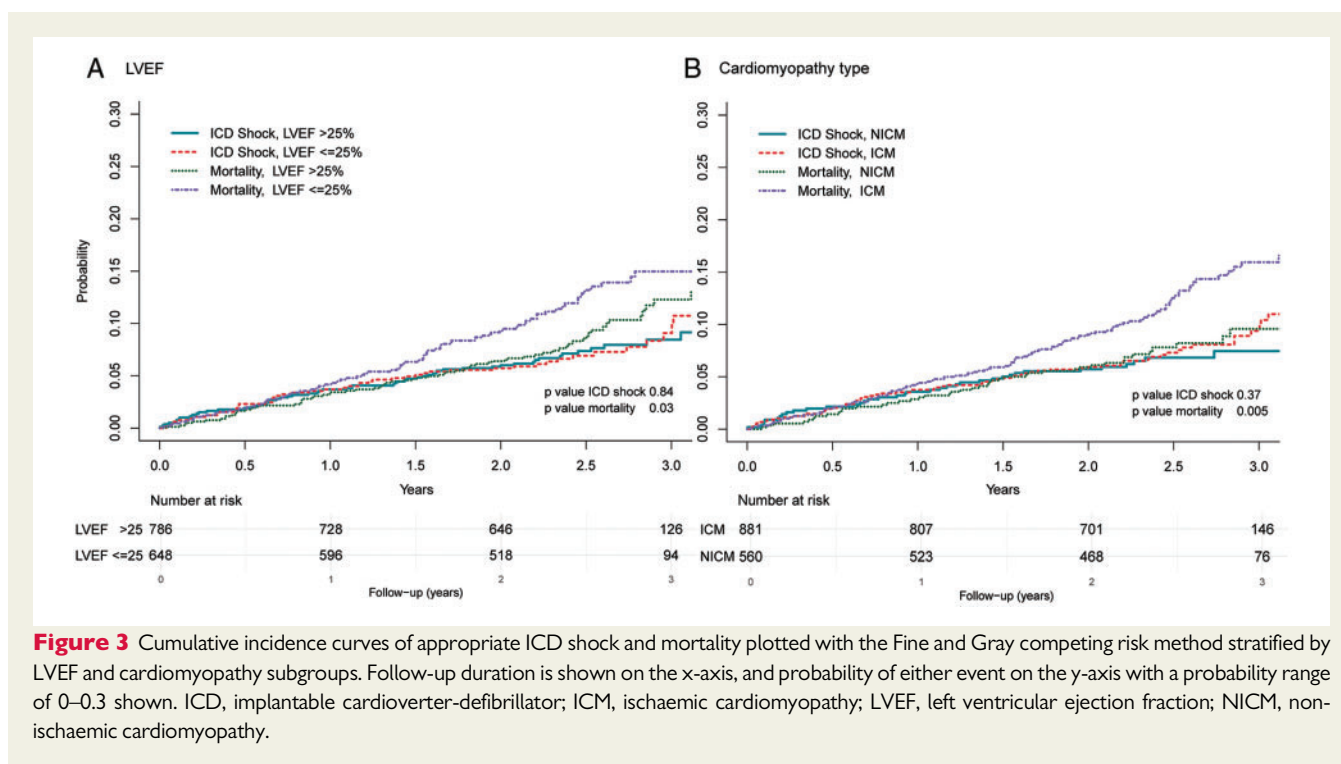 A LVEF
0.30
0.25
0.20
0.15
0.10
0.05
0.00
Probability
ICD Shock, LVEF >25%
ICD Shock, LVEF <=25%
Mortality, LVEF >25%
Mortality, LVEF <=25%
p value ICD shock 0.84
p value mortality 0.03
0.0 0.5 1.0 1.5 2.0 2.5 3.0
Years
Number at risk
LVEF >25 786 728 646 126
LVEF <=25 648 596 518 94
0 1 2 3
Follow-up (years)
B Cardiomyopathy type
0.30
0.25
0.20
0.15
0.10
0.05
0.00
ICD Shock, NICM
ICD Shock, ICM
Mortality, NICM
Mortality, ICM
p value ICD shock 0.37
p value mortality 0.005
0.0 0.5 1.0 1.5 2.0 2.5 3.0
Years
Number at risk
ICM 881 807 701 146
NICM 560 523 468 76
0 1 2 3
Follow-up (years)
Figure 3 Cumulative incidence curves of appropriate ICD shock and mortality plotted with the Fine and Gray competing risk method stratified by
LVEF and cardiomyopathy subgroups. Follow-up duration is shown on the x-axis, and probability of either event on the y-axis with a probability range
of 0–0.3 shown. ICD, implantable cardioverter-defibrillator; ICM, ischaemic cardiomyopathy; LVEF, left ventricular ejection fraction; NICM, non-
ischaemic cardiomyopathy.